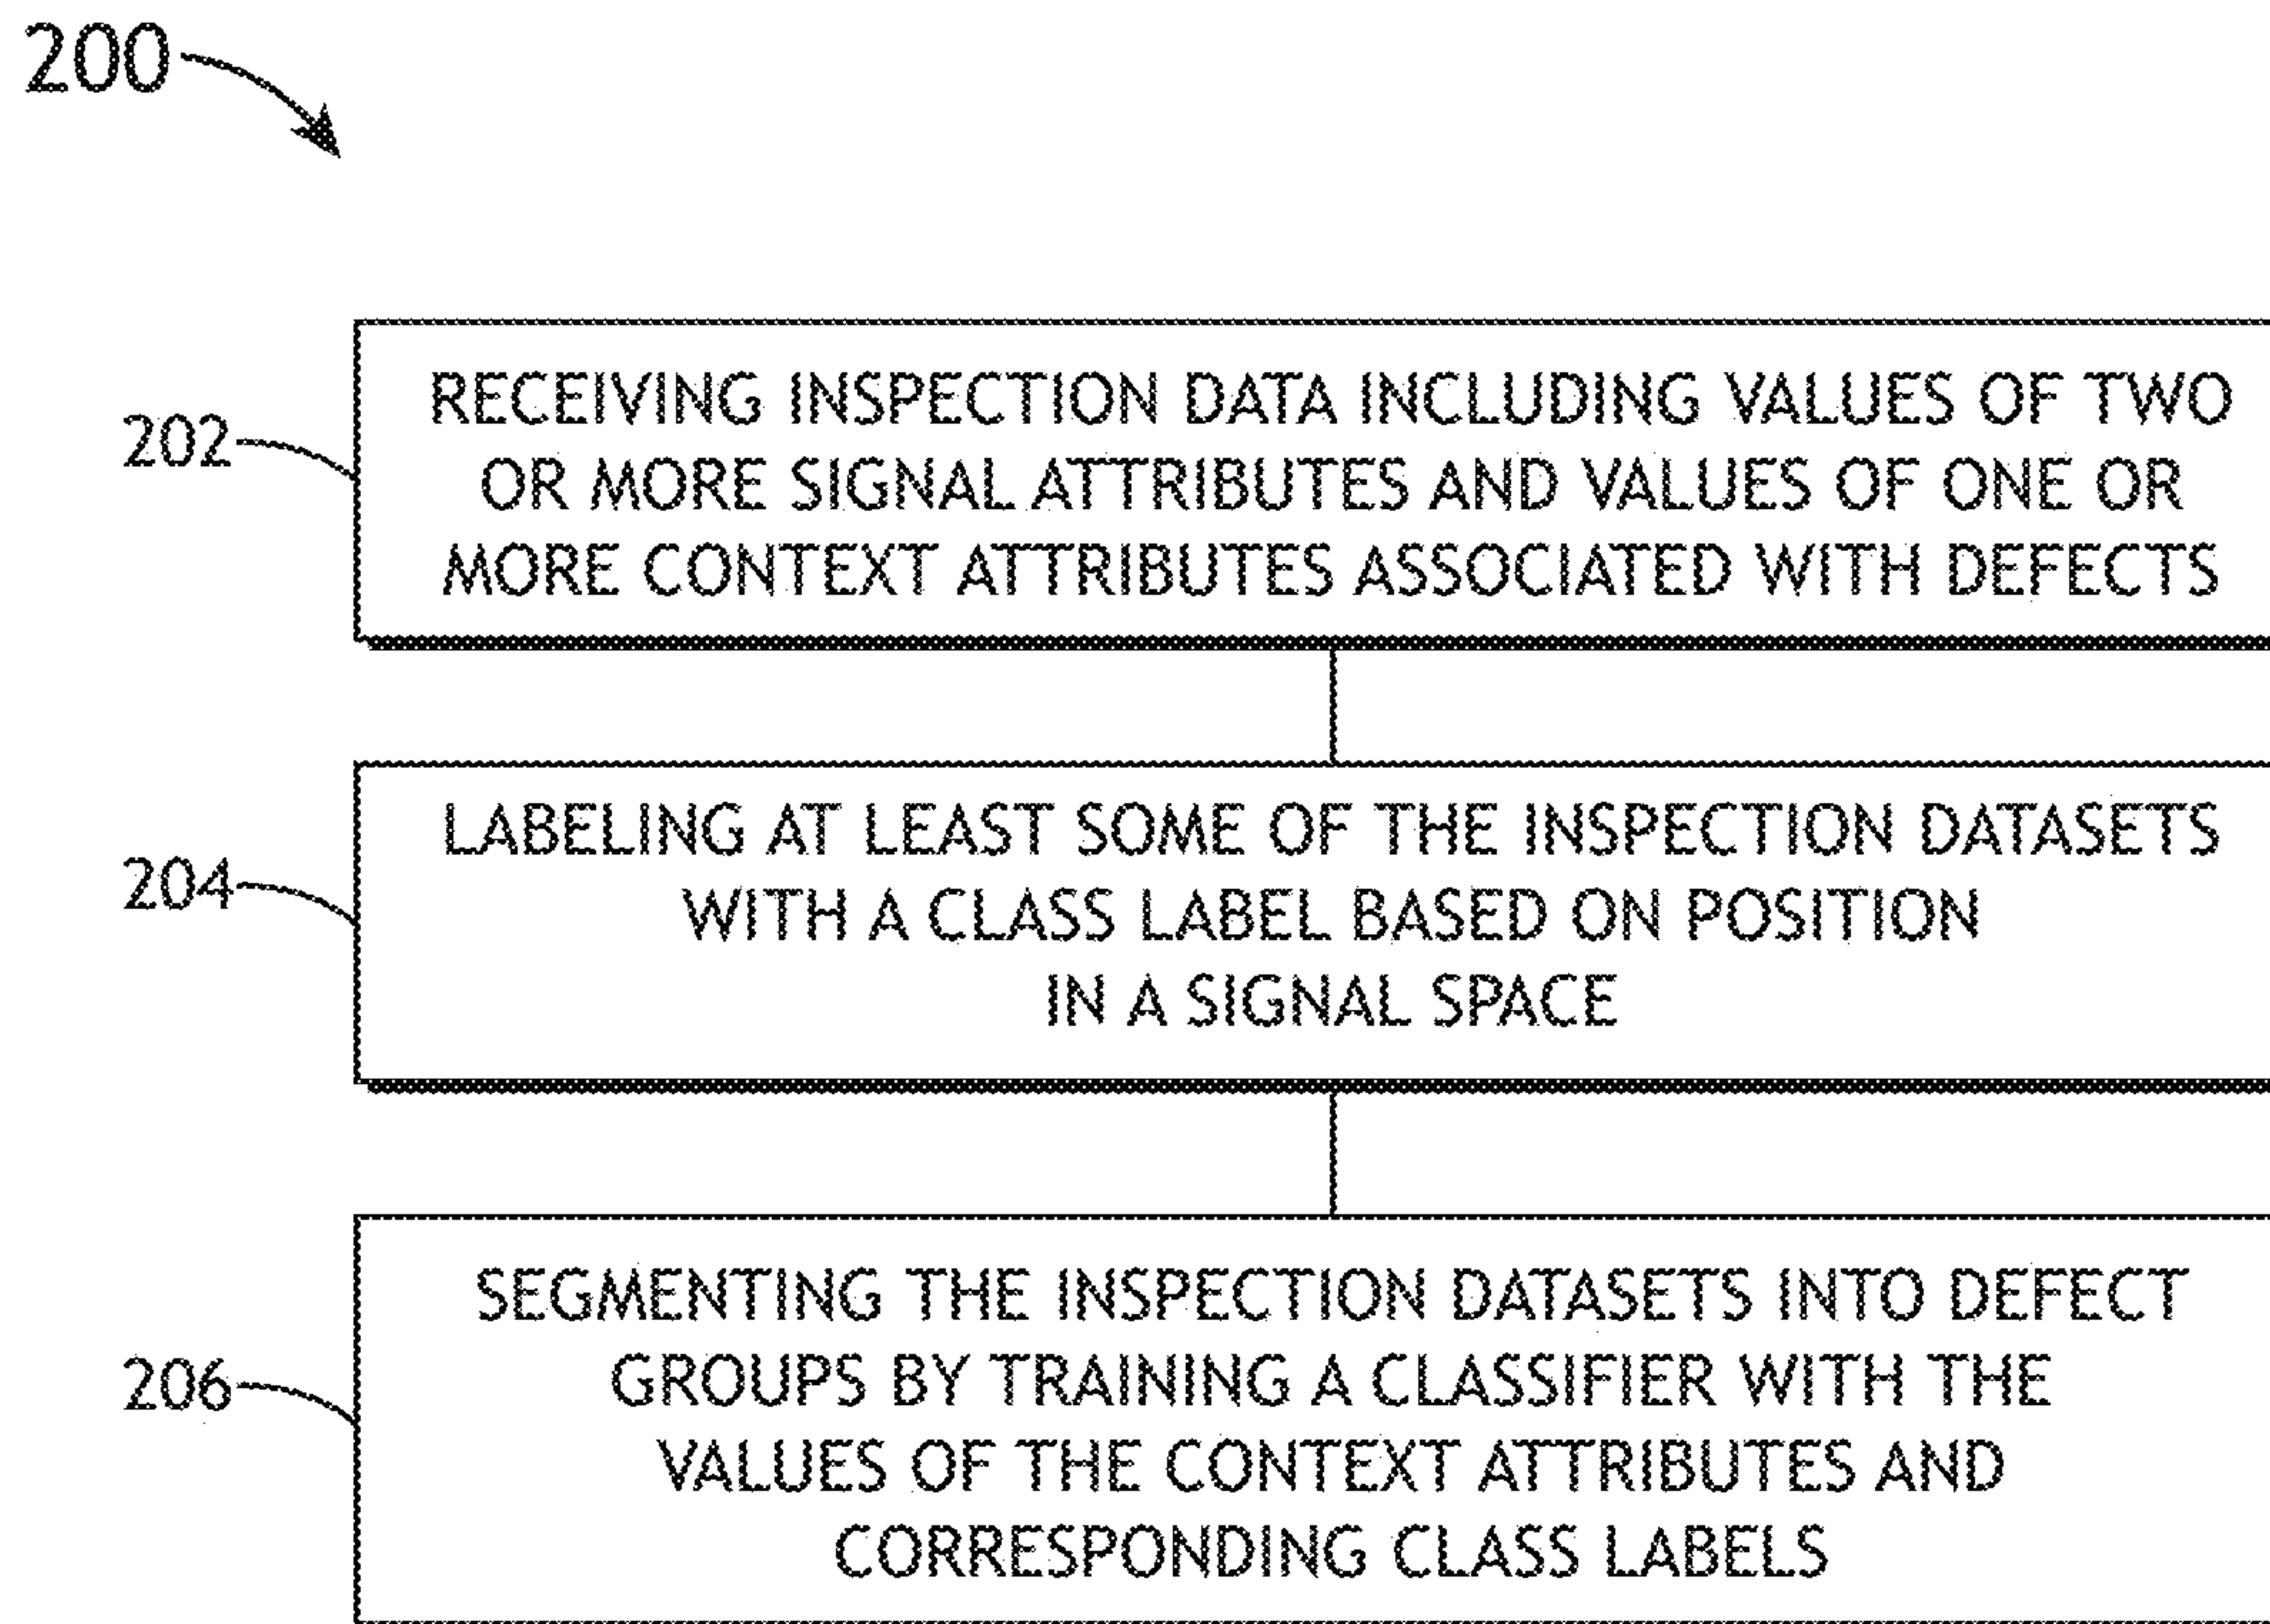 200
202
RECEIVING INSPECTION DATA INCLUDING VALUES OF TWO
OR MORE SIGNAL ATTRIBUTES AND VALUES OF ONE OR
MORE CONTEXT ATTRIBUTES ASSOCIATED WITH DEFECTS
204
LABELING AT LEAST SOME OF THE INSPECTION DATASETS
WITH A CLASS LABEL BASED ON POSITION
IN A SIGNAL SPACE
206
SEGMENTING THE INSPECTION DATASETS INTO DEFECT
GROUPS BY TRAINING A CLASSIFIER WITH THE
VALUES OF THE CONTEXT ATTRIBUTES AND
CORRESPONDING CLASS LABELS